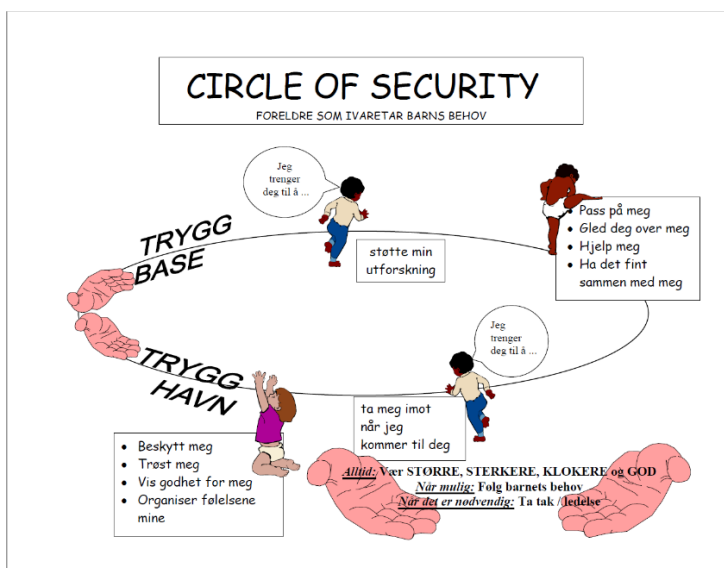 CIRCLE OF SECURITY
FORELDRE SOM IVARETAR BARNS BEHOV
Jeg
trenger
deg til å ...
TRYGG
BASE
støtte min
utforskning
• Pass på meg
• Gled deg over meg
• Hjelp meg
• Ha det fint
sammen med meg
Jeg
trenger
deg til å ...
TRYGG
HAVN
ta meg imot
når jeg
kommer til deg
• Beskytt meg
• Trøst meg
• Vis godhet for meg
• Organiser følelsene
mine
Alltid: Vær STØRRE, STERKERE, KLOKERE og GOD
Når mulig: Følg barnets behov
Når det er nødvendig: Ta tak / ledelse